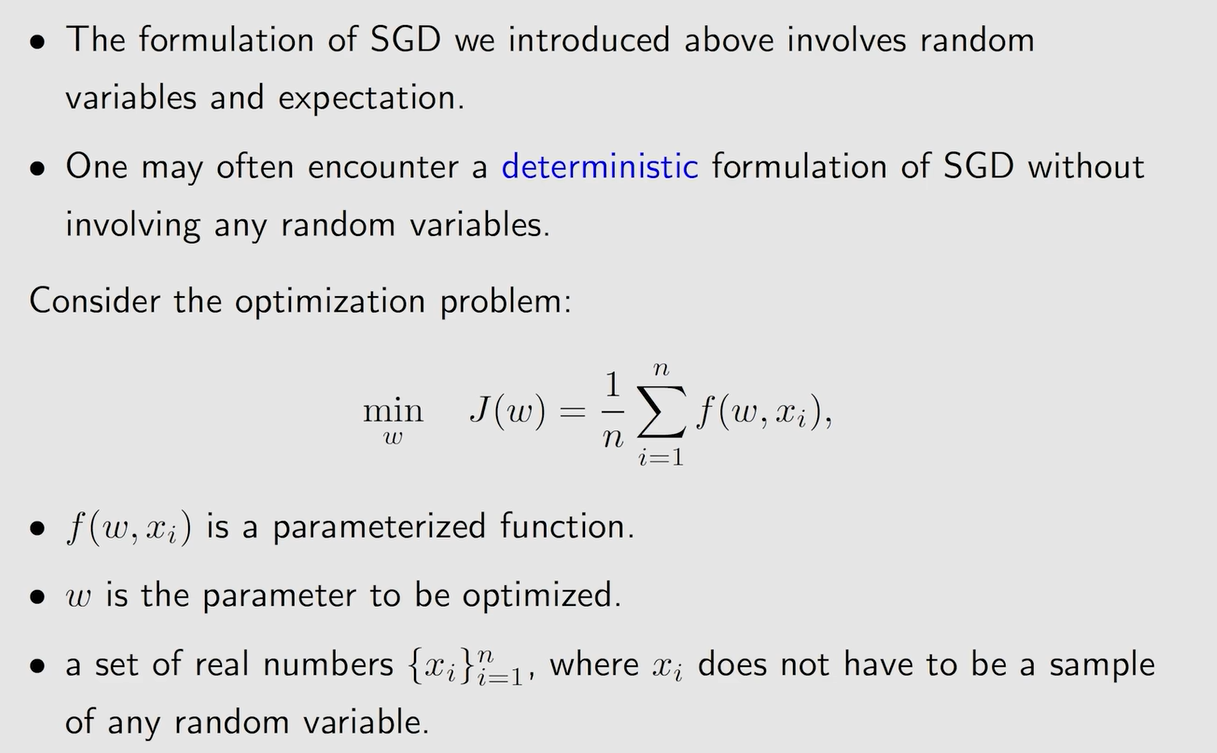 • The formulation of SGD we introduced above involves random
variables and expectation.
• One may often encounter a deterministic formulation of SGD without
involving any random variables.
Consider the optimization problem:
$$\min_{w} \quad J(w) = \frac{1}{n} \sum_{i=1}^{n} f(w, x_i),$$
• $f(w, x_i)$ is a parameterized function.
• $w$ is the parameter to be optimized.
• a set of real numbers $\{x_i\}_{i=1}^{n}$, where $x_i$ does not have to be a sample
of any random variable.